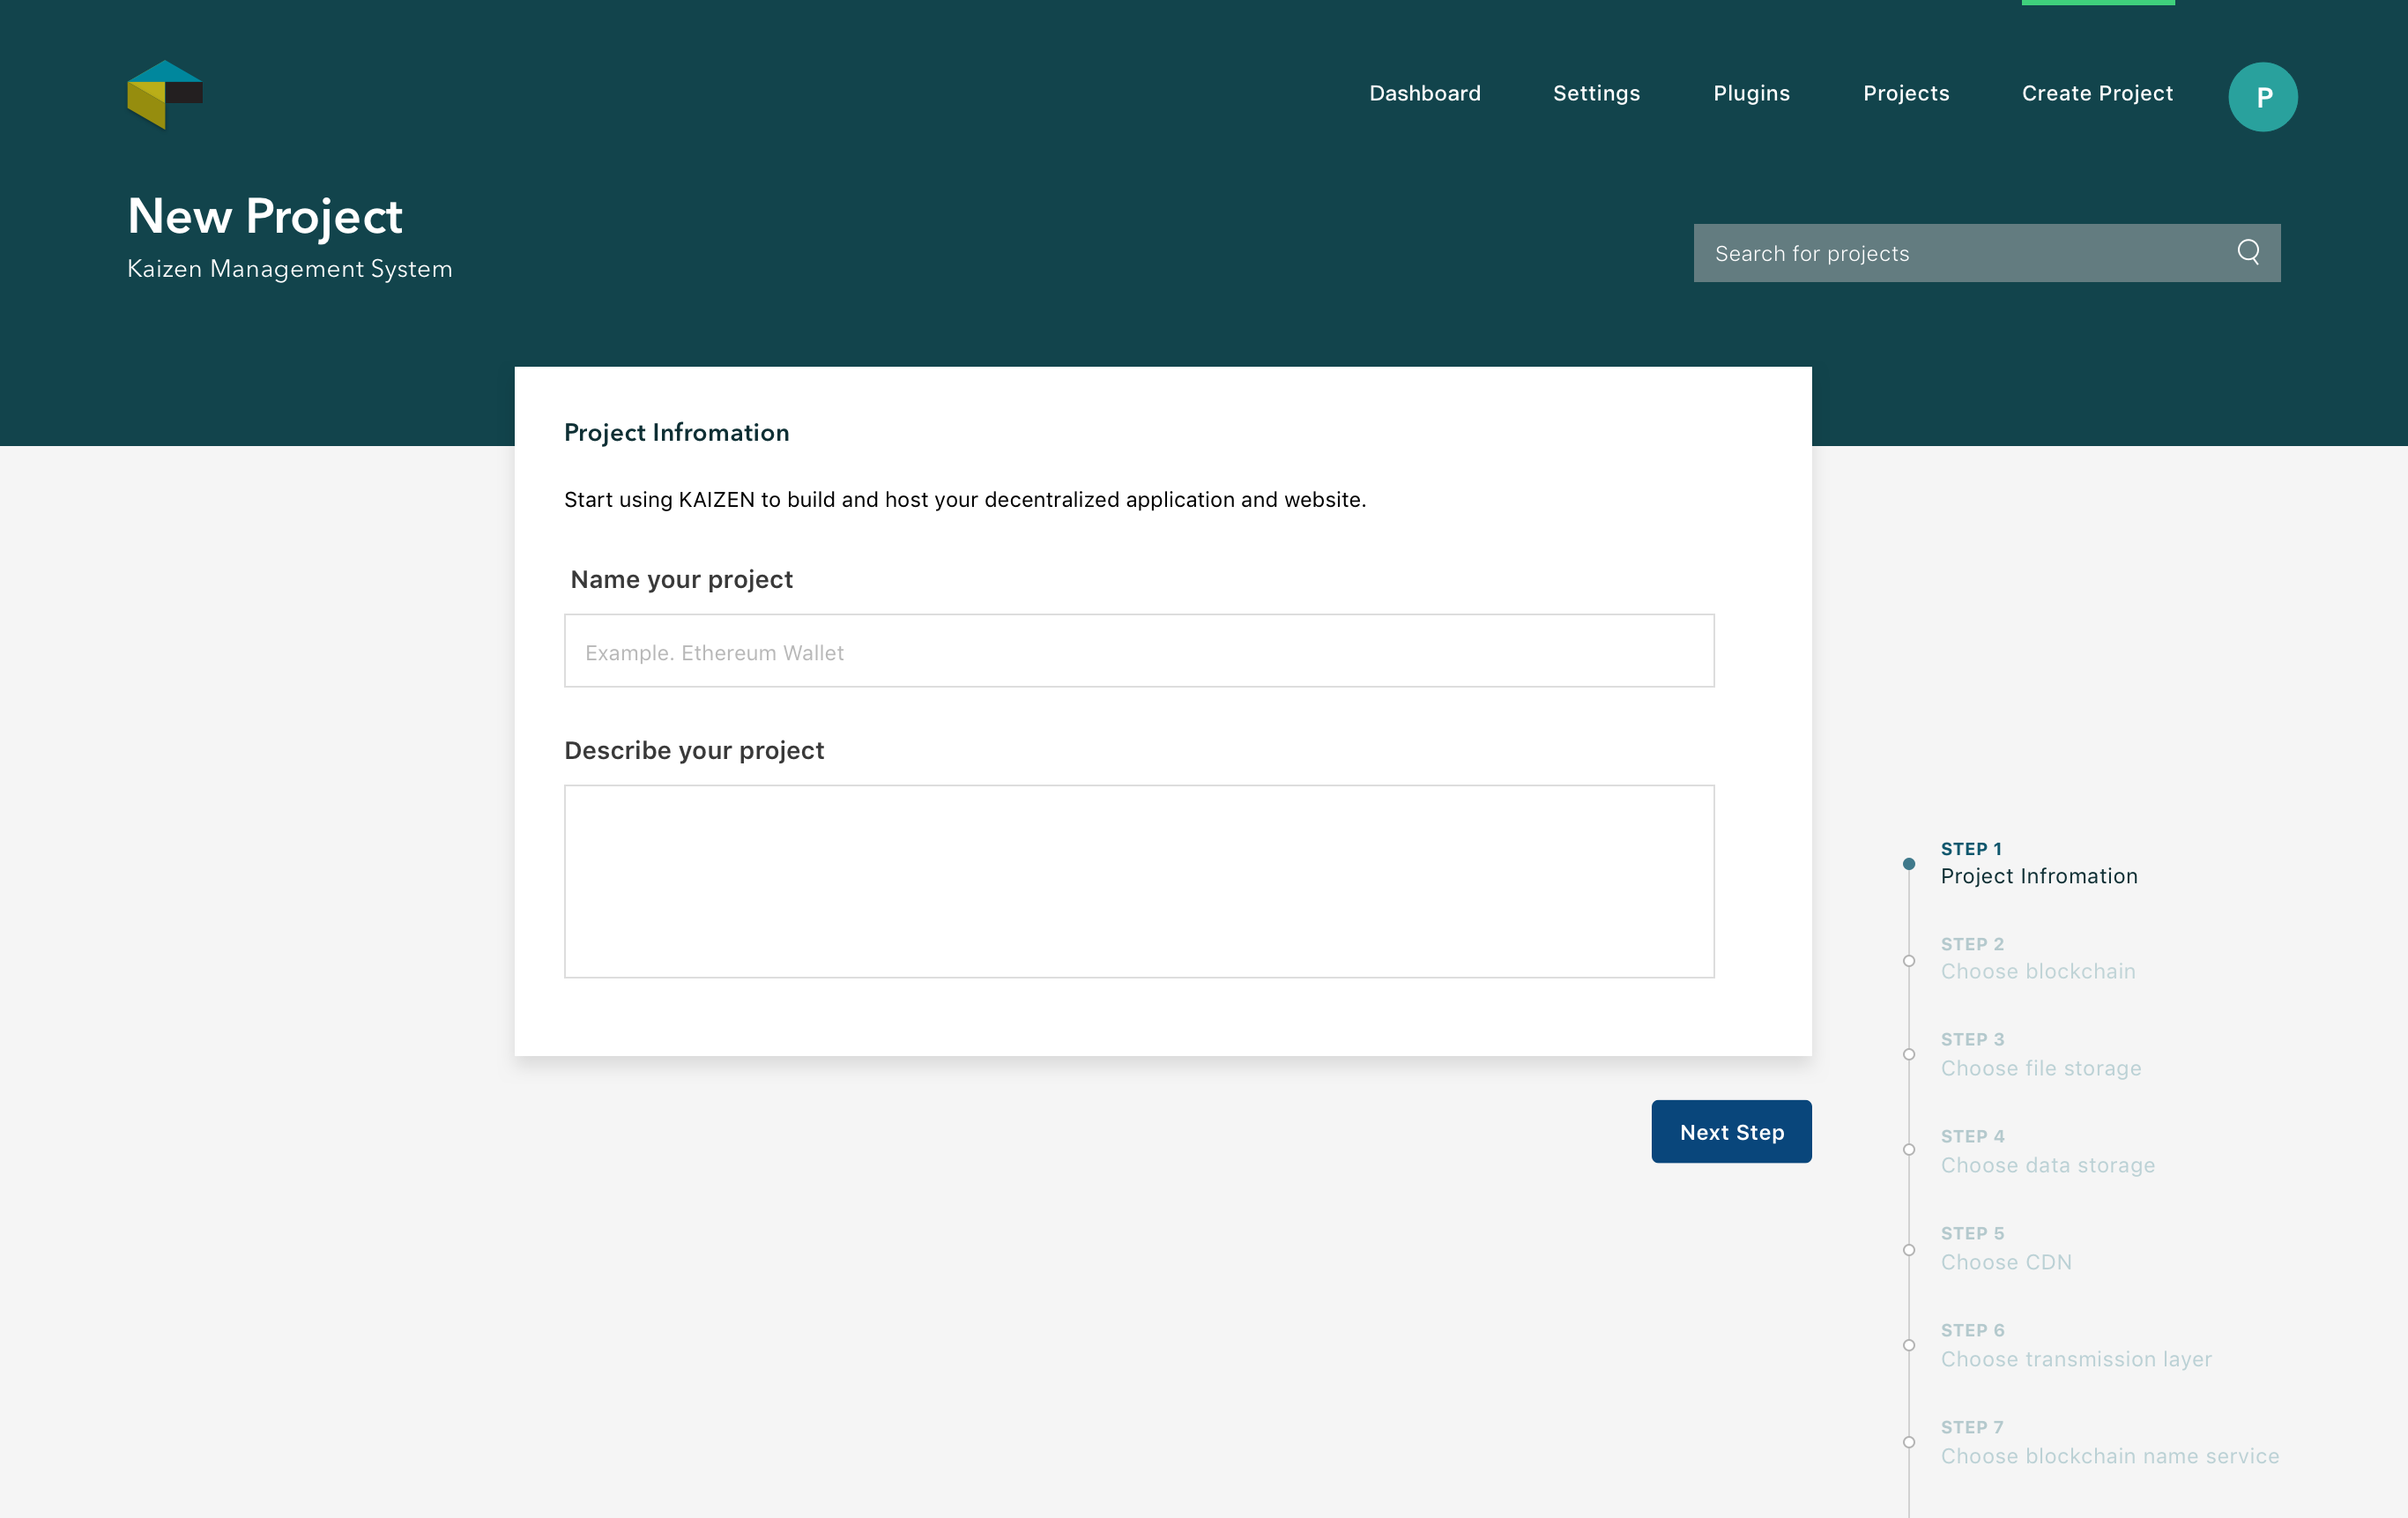 Dashboard
Settings
Plugins
Projects
Create Project
P
New Project
Kaizen Management System
Search for projects
Project Infromation
Start using KAIZEN to build and host your decentralized application and website.
Name your project
Example. Ethereum Wallet
Describe your project
Next Step
STEP 1
Project Infromation
STEP 2
Choose blockchain
STEP 3
Choose file storage
STEP 4
Choose data storage
STEP 5
Choose CDN
STEP 6
Choose transmission layer
STEP 7
Choose blockchain name service